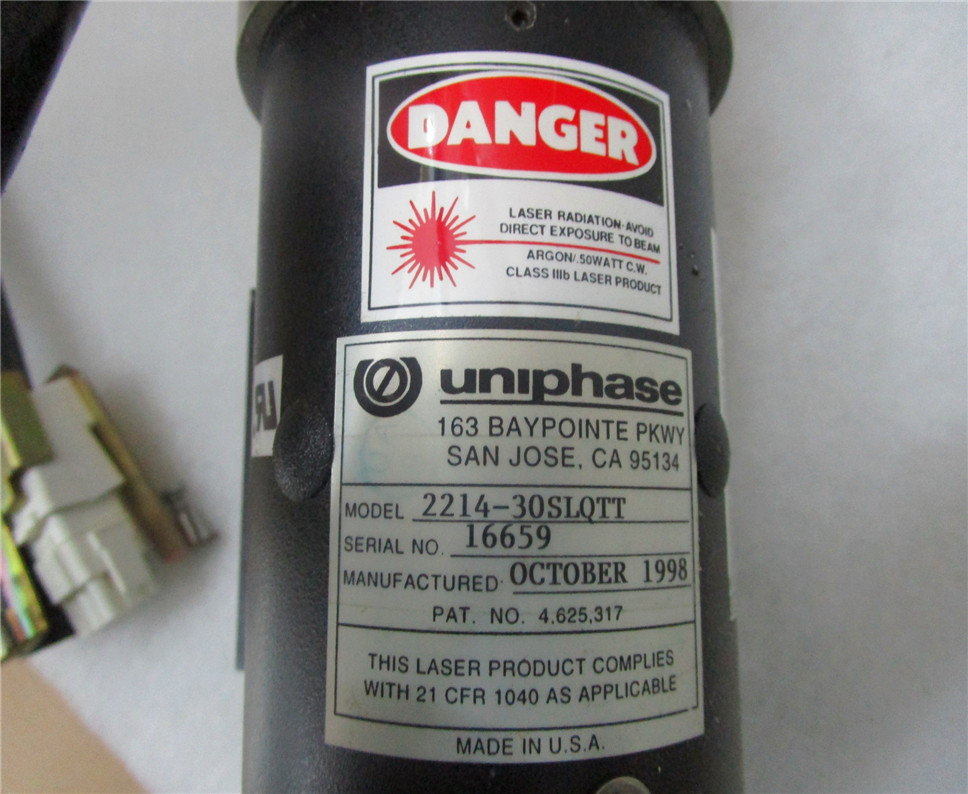 DANGER
LASER RADIATION-AVOID
DIRECT EXPOSURE TO BEAM
ARGON/.50WATT C.W.
CLASS IIIb LASER PRODUCT
uniphase
163 BAYPOINTE PKWY
SAN JOSE, CA 95134
MODEL 2214-30SLQTT
SERIAL NO. 16659
MANUFACTURED OCTOBER 1998
PAT. NO. 4,625,317
THIS LASER PRODUCT COMPLIES
WITH 21 CFR 1040 AS APPLICABLE
MADE IN U.S.A.